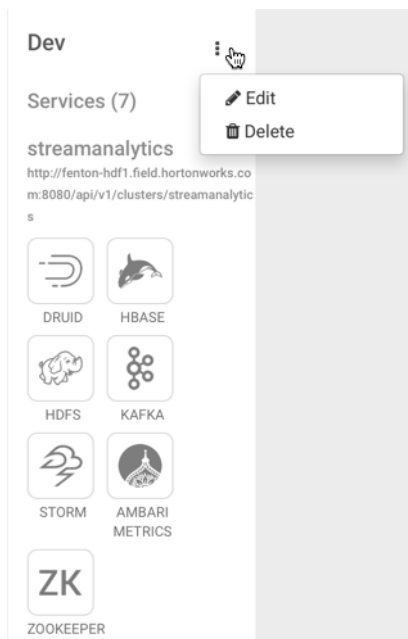 Dev
Edit
Delete
Services (7)
streamanalytics
http://fenton-hdf1.field.hortonworks.co
m:8080/api/v1/clusters/streamanalytic
s
DRUID HBASE
HDFS KAFKA
STORM AMBARI
METRICS
ZK
ZOOKEEPER